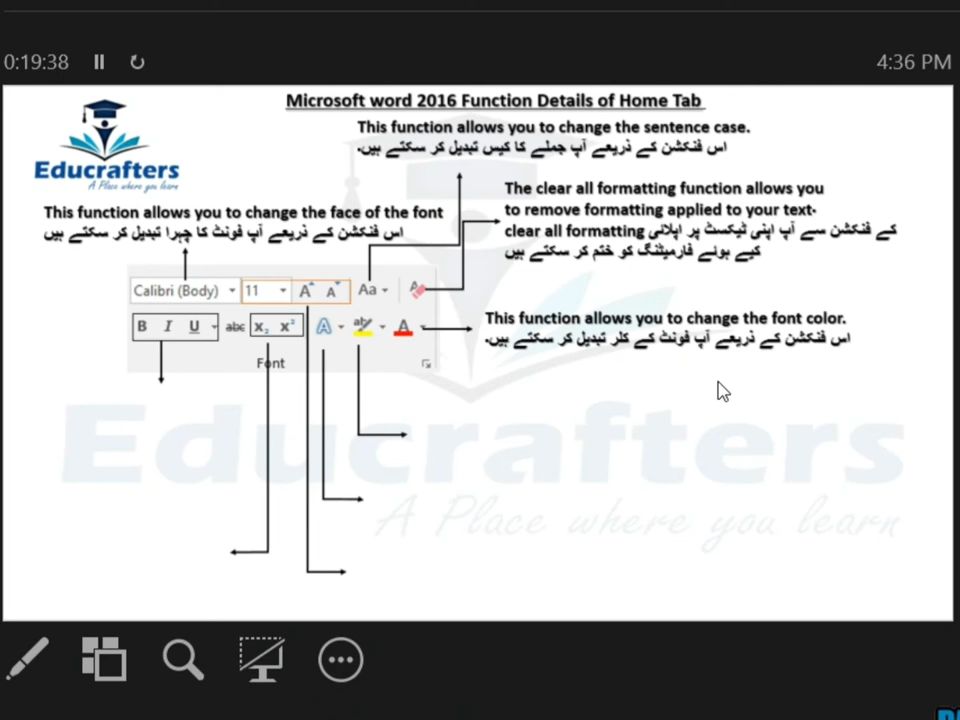 0:19:38
4:36 PM
Microsoft word 2016 Function Details of Home Tab
This function allows you to change the sentence case.
اس فنکشن کے ذریعے آپ جملے کا کیس تبدیل کر سکتے ہیں.
Educrafters
A Place where you learn
The clear all formatting function allows you
to remove formatting applied to your text.
clear all formatting کے فنکشن سے آپ اپنی ٹیکسٹ پر اپلائی
کیے ہوئے فارمیٹنگ کو ختم کر سکتے ہیں
This function allows you to change the face of the font
اس فنکشن کے ذریعے آپ فونٹ کا چہرا تبدیل کر سکتے ہیں
Calibri (Body) 11 A A Aa A
B I U abc X₂ X² A ab A
Font
This function allows you to change the font color.
اس فنکشن کے ذریعے آپ فونٹ کے کلر تبدیل کر سکتے ہیں.
Educrafters
A Place where you learn